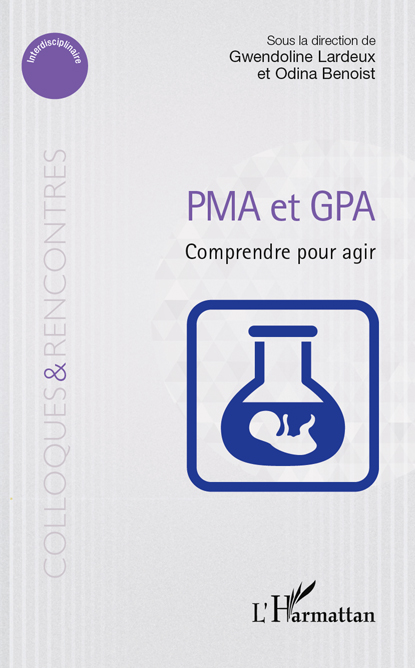 Interdisciplinaire
Sous la direction de
Gwendoline Lardeux
et Odina Benoist
COLLOQUES & RENCONTRES
PMA et GPA
Comprendre pour agir
L'Harmattan